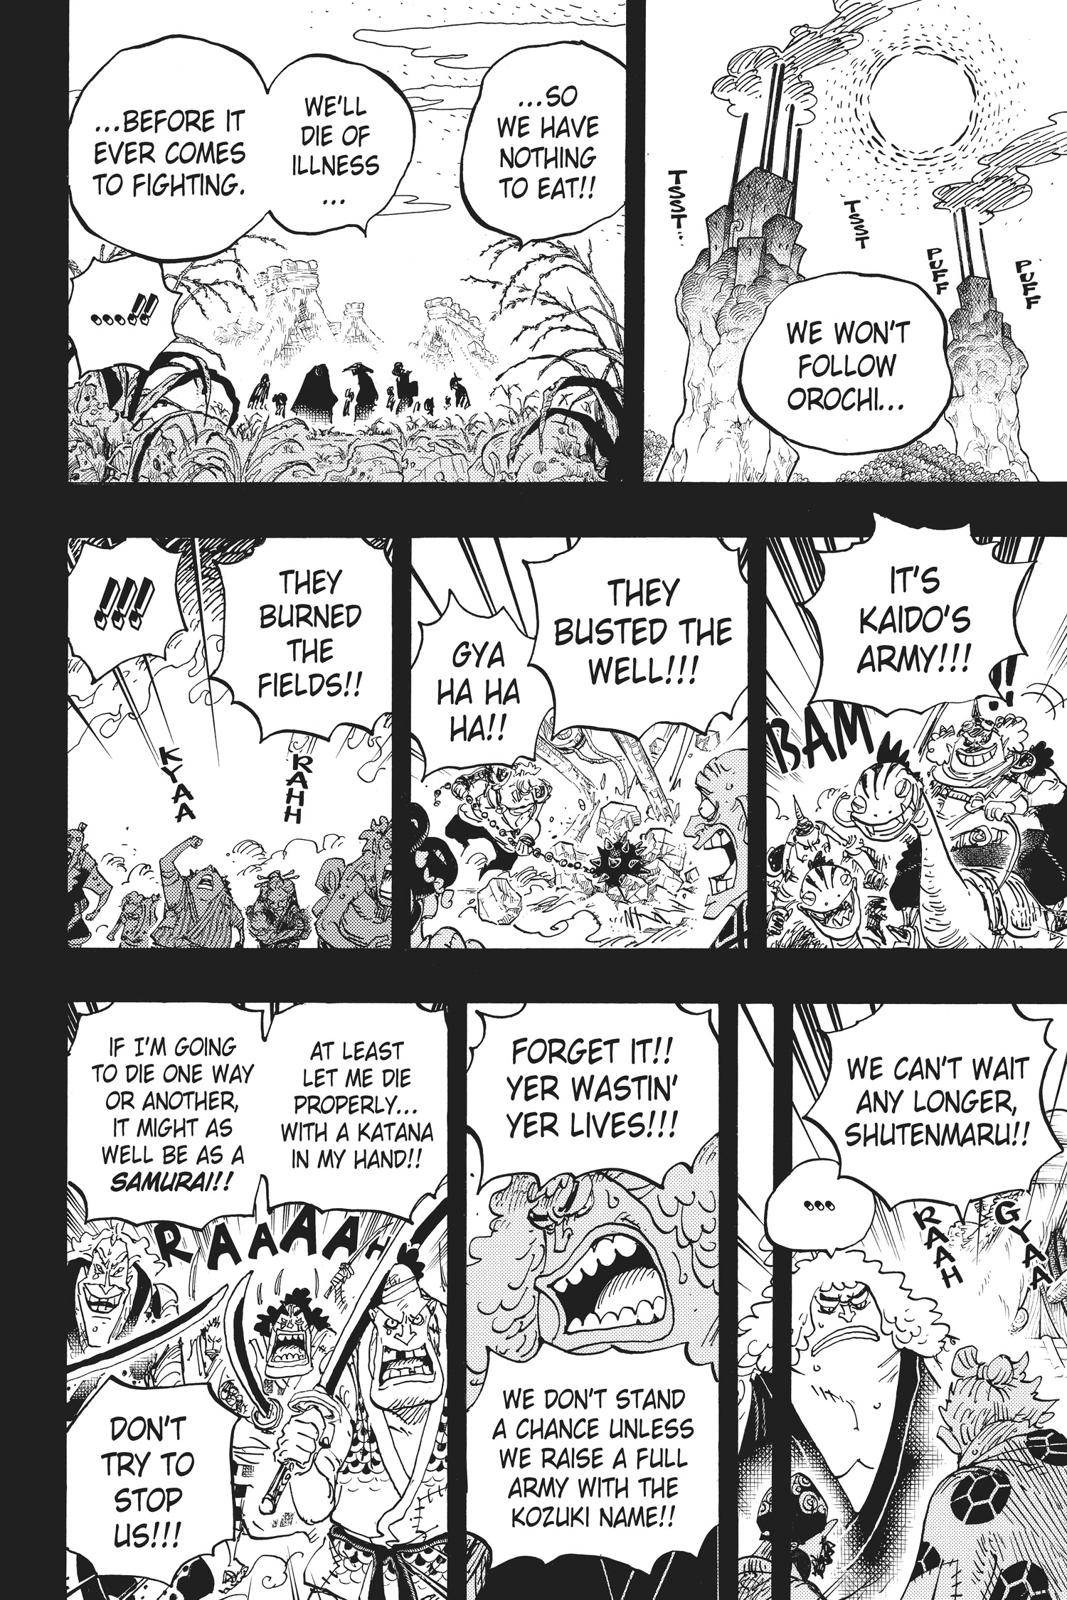 WE WON'T
FOLLOW
OROCHI...
TSST..
TSST
PUFF
PUFF
...SO
WE HAVE
NOTHING
TO EAT!!
WE'LL
DIE OF
ILLNESS
...
...BEFORE IT
EVER COMES
TO FIGHTING.
...!!
IT'S
KAIDO'S
ARMY!!!
!!
BAM
THEY
BUSTED THE
WELL!!!
GYA
HA HA
HA!!
THEY
BURNED
THE
FIELDS!!
!!!!
RAHH
KYAA
WE CAN'T WAIT
ANY LONGER,
SHUTENMARU!!
...
GYAA
RAAH
FORGET IT!!
YER WASTIN'
YER LIVES!!!
WE DON'T STAND
A CHANCE UNLESS
WE RAISE A FULL
ARMY WITH THE
KOZUKI NAME!!
AT LEAST
LET ME DIE
PROPERLY...
WITH A KATANA
IN MY HAND!!
IF I'M GOING
TO DIE ONE WAY
OR ANOTHER,
IT MIGHT AS
WELL BE AS A
SAMURAI!!
RAAAAH
DON'T
TRY TO
STOP
US!!!